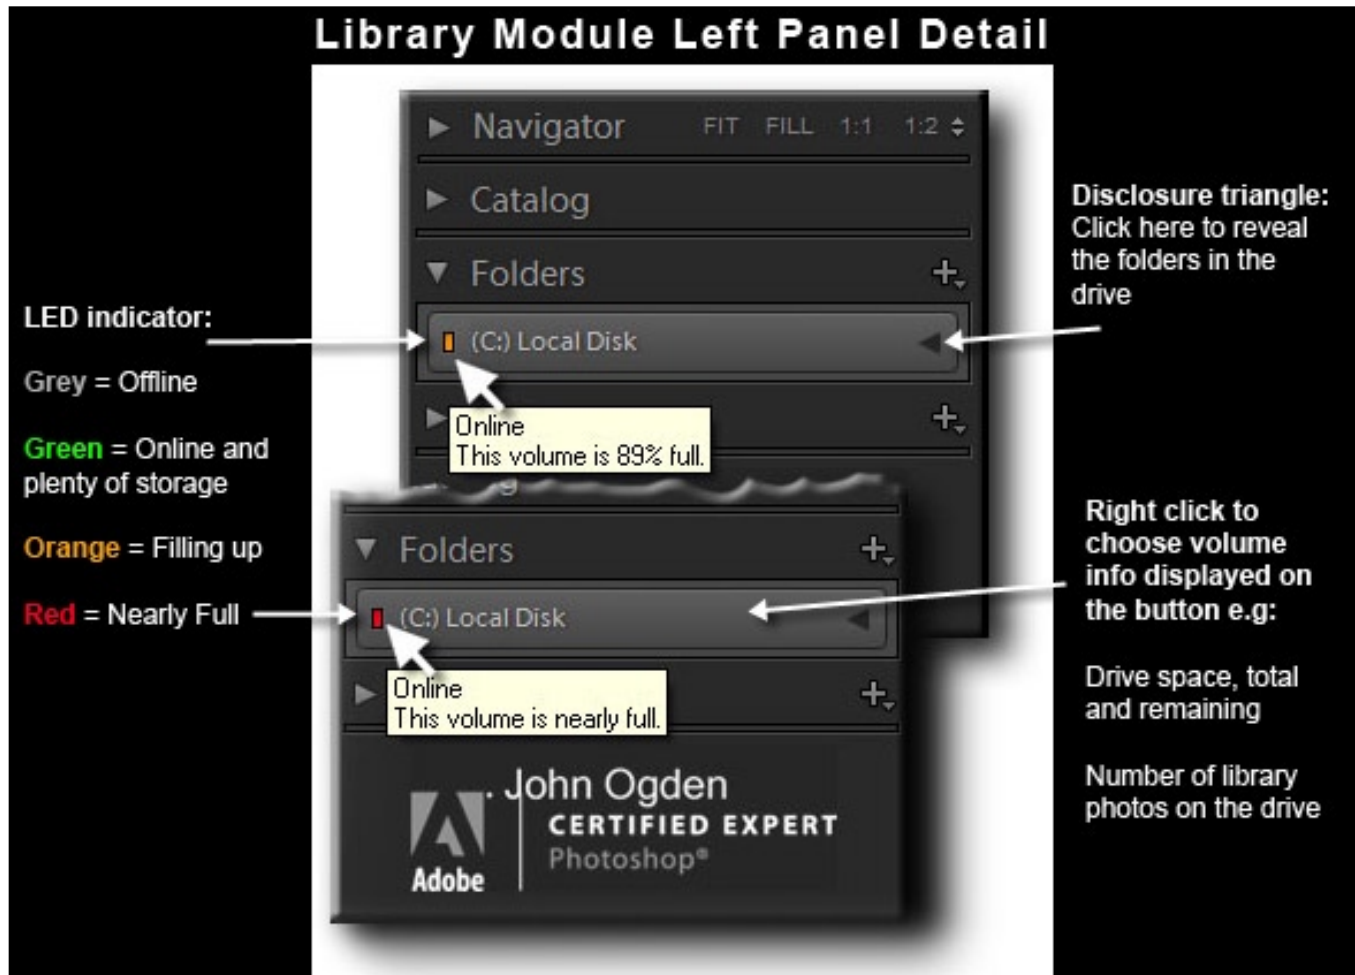 Library Module Left Panel Detail
Navigator FIT FILL 1:1 1:2
Catalog
Folders
(C:) Local Disk
Online
This volume is 89% full.
Folders
(C:) Local Disk
Online
This volume is nearly full.
. John Ogden
CERTIFIED EXPERT
Photoshop®
Adobe
LED indicator:
Grey = Offline
Green = Online and
plenty of storage
Orange = Filling up
Red = Nearly Full
Disclosure triangle:
Click here to reveal
the folders in the
drive
Right click to
choose volume
info displayed on
the button e.g:
Drive space, total
and remaining
Number of library
photos on the drive